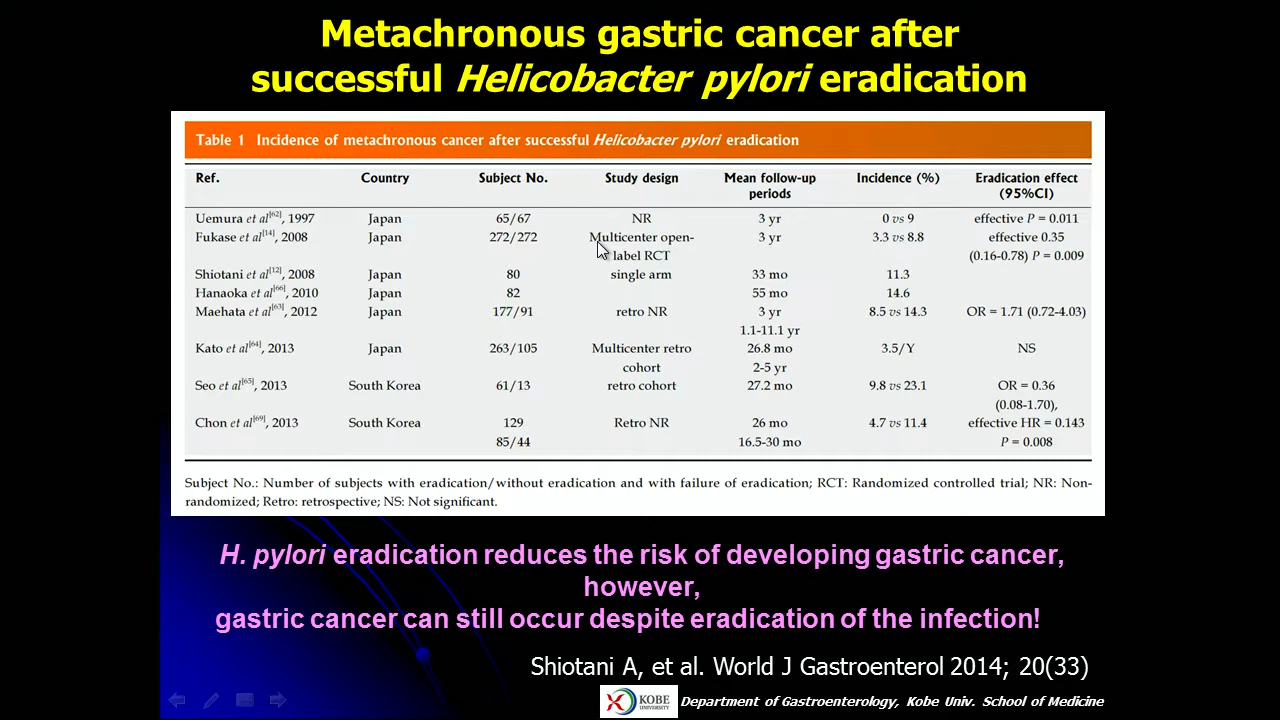 Metachronous gastric cancer after
successful Helicobacter pylori eradication
Table 1 Incidence of metachronous cancer after successful Helicobacter pylori eradication
Ref. Country Subject No. Study design Mean follow-up periods Incidence (%) Eradication effect (95%CI)
Uemura et al[62], 1997 Japan 65/67 NR 3 yr 0 vs 9 effective P = 0.011
Fukase et al[14], 2008 Japan 272/272 Multicenter open- 3 yr 3.3 vs 8.8 effective 0.35
label RCT (0.16-0.78) P = 0.009
Shiotani et al[12], 2008 Japan 80 single arm 33 mo 11.3
Hanaoka et al[66], 2010 Japan 82 55 mo 14.6
Maehata et al[63], 2012 Japan 177/91 retro NR 3 yr 8.5 vs 14.3 OR = 1.71 (0.72-4.03)
1.1-11.1 yr
Kato et al[64], 2013 Japan 263/105 Multicenter retro 26.8 mo 3.5/Y NS
cohort 2-5 yr
Seo et al[65], 2013 South Korea 61/13 retro cohort 27.2 mo 9.8 vs 23.1 OR = 0.36
(0.08-1.70),
Chon et al[69], 2013 South Korea 129 Retro NR 26 mo 4.7 vs 11.4 effective HR = 0.143
85/44 16.5-30 mo P = 0.008
Subject No.: Number of subjects with eradication/without eradication and with failure of eradication; RCT: Randomized controlled trial; NR: Non-
randomized; Retro: retrospective; NS: Not significant.
H. pylori eradication reduces the risk of developing gastric cancer,
however,
gastric cancer can still occur despite eradication of the infection!
Shiotani A, et al. World J Gastroenterol 2014; 20(33)
KOBE
UNIVERSITY
Department of Gastroenterology, Kobe Univ. School of Medicine